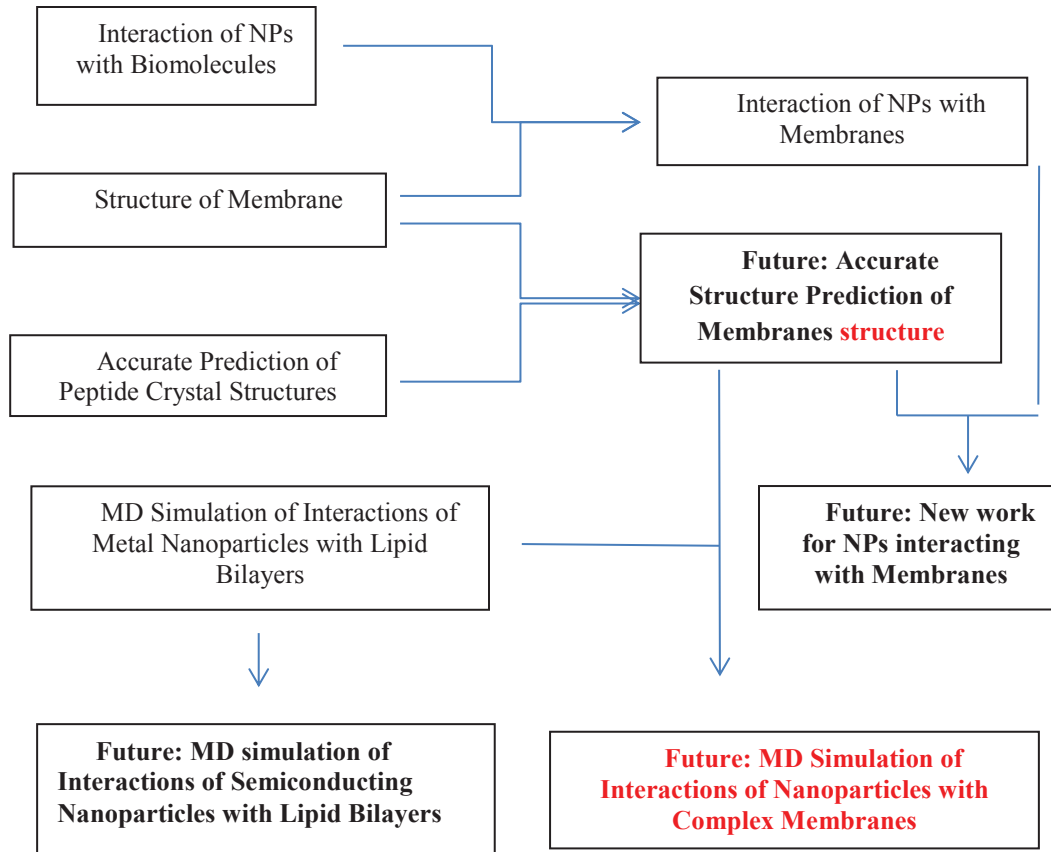 Interaction of NPs
with Biomolecules
Interaction of NPs with
Membranes
Structure of Membrane
Future: Accurate
Structure Prediction of
Membranes structure
Accurate Prediction of
Peptide Crystal Structures
MD Simulation of Interactions of
Metal Nanoparticles with Lipid
Bilayers
Future: New work
for NPs interacting
with Membranes
Future: MD simulation of
Interactions of Semiconducting
Nanoparticles with Lipid Bilayers
Future: MD Simulation of
Interactions of Nanoparticles with
Complex Membranes